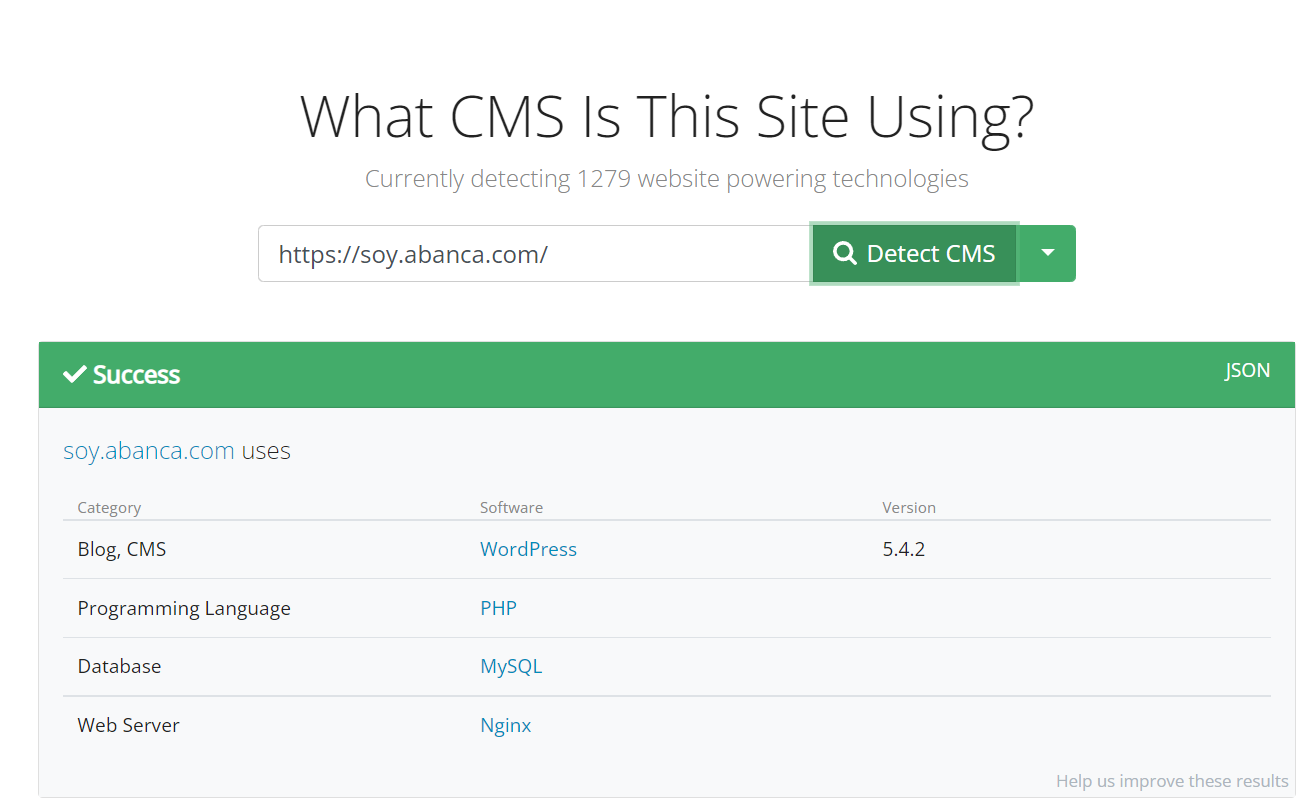 What CMS Is This Site Using?
Currently detecting 1279 website powering technologies
https://soy.abanca.com/ Detect CMS
Success JSON
soy.abanca.com uses
Category Software Version
Blog, CMS WordPress 5.4.2
Programming Language PHP
Database MySQL
Web Server Nginx
Help us improve these results